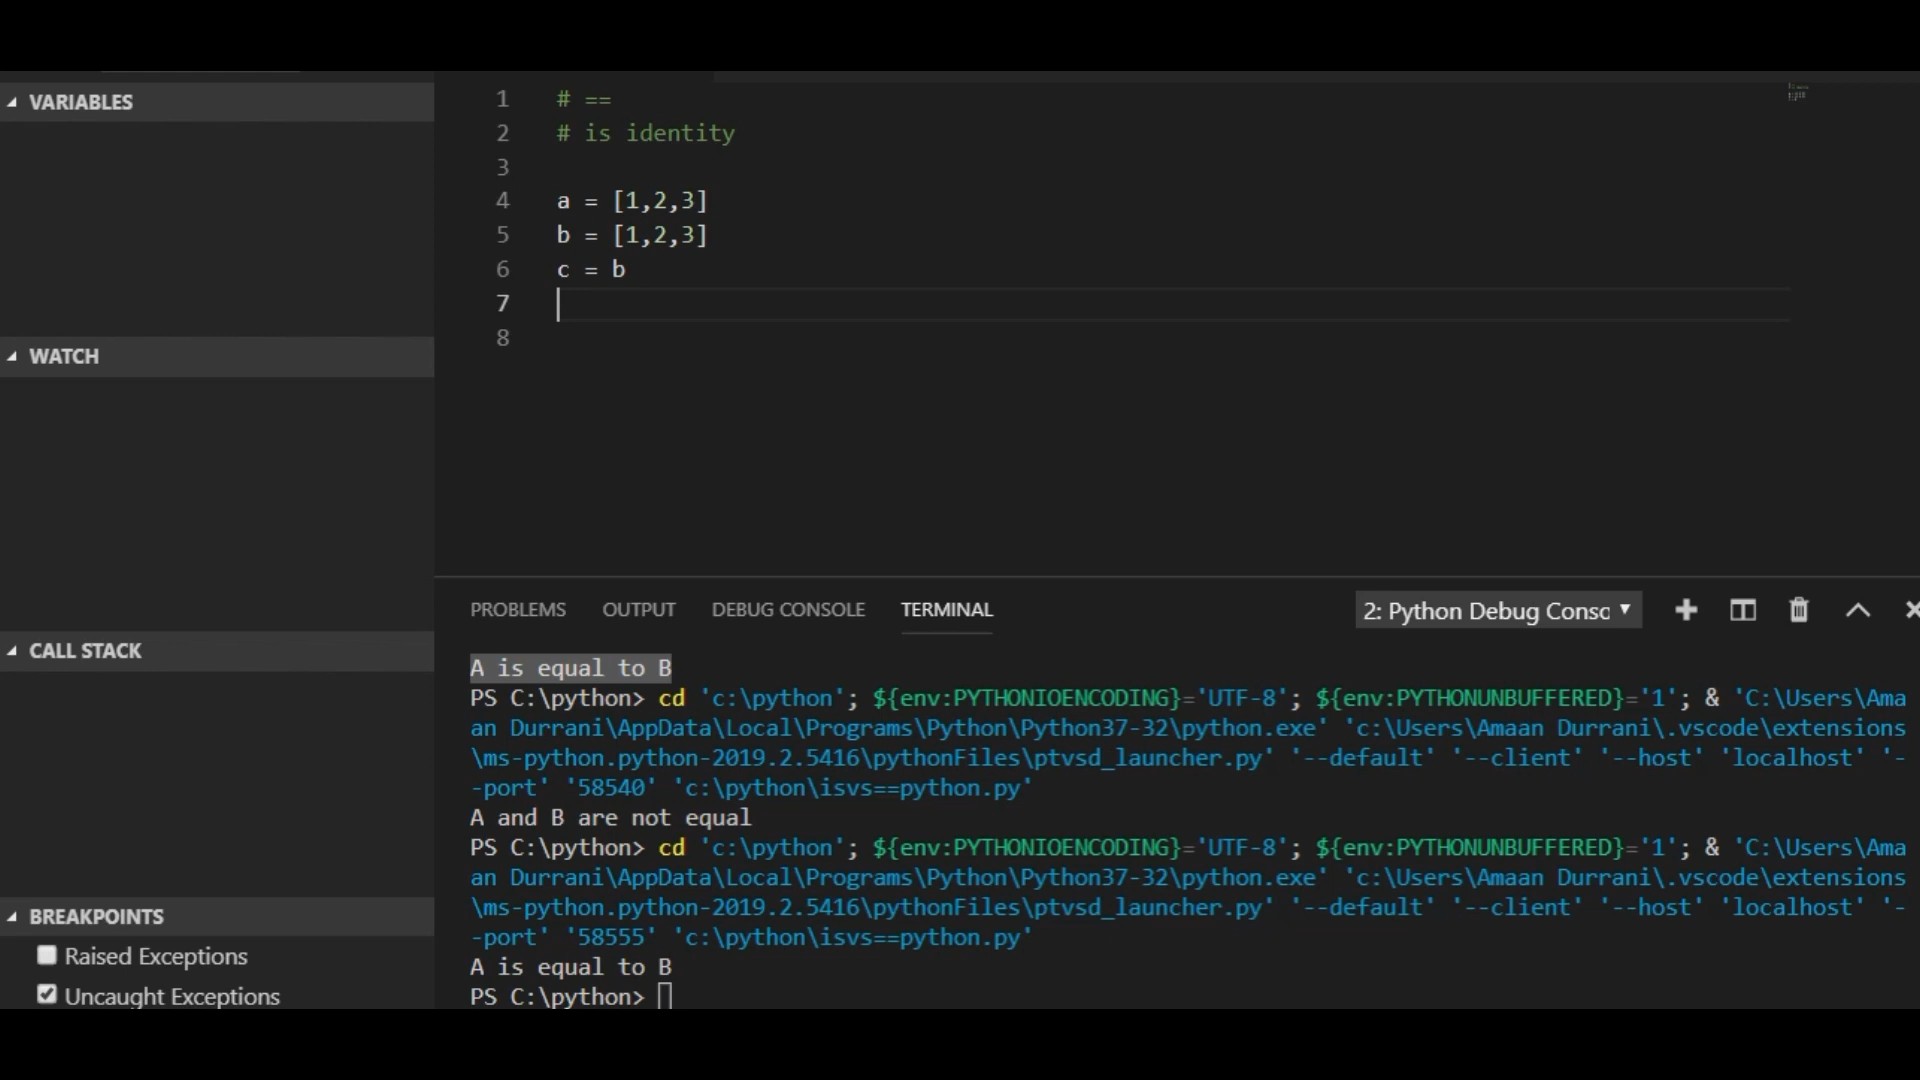 VARIABLES
WATCH
CALL STACK
BREAKPOINTS
Raised Exceptions
Uncaught Exceptions
1 # ==
2 # is identity
3
4 a = [1,2,3]
5 b = [1,2,3]
6 c = b
7
8
PROBLEMS OUTPUT DEBUG CONSOLE TERMINAL 2: Python Debug Conso
A is equal to B
PS C:\python> cd 'c:\python'; ${env:PYTHONIOENCODING}='UTF-8'; ${env:PYTHONUNBUFFERED}='1'; & 'C:\Users\Ama
an Durrani\AppData\Local\Programs\Python\Python37-32\python.exe' 'c:\Users\Amaan Durrani\.vscode\extensions
\ms-python.python-2019.2.5416\pythonFiles\ptvsd_launcher.py' '--default' '--client' '--host' 'localhost' '-
-port' '58540' 'c:\python\isvs==python.py'
A and B are not equal
PS C:\python> cd 'c:\python'; ${env:PYTHONIOENCODING}='UTF-8'; ${env:PYTHONUNBUFFERED}='1'; & 'C:\Users\Ama
an Durrani\AppData\Local\Programs\Python\Python37-32\python.exe' 'c:\Users\Amaan Durrani\.vscode\extensions
\ms-python.python-2019.2.5416\pythonFiles\ptvsd_launcher.py' '--default' '--client' '--host' 'localhost' '-
-port' '58555' 'c:\python\isvs==python.py'
A is equal to B
PS C:\python>